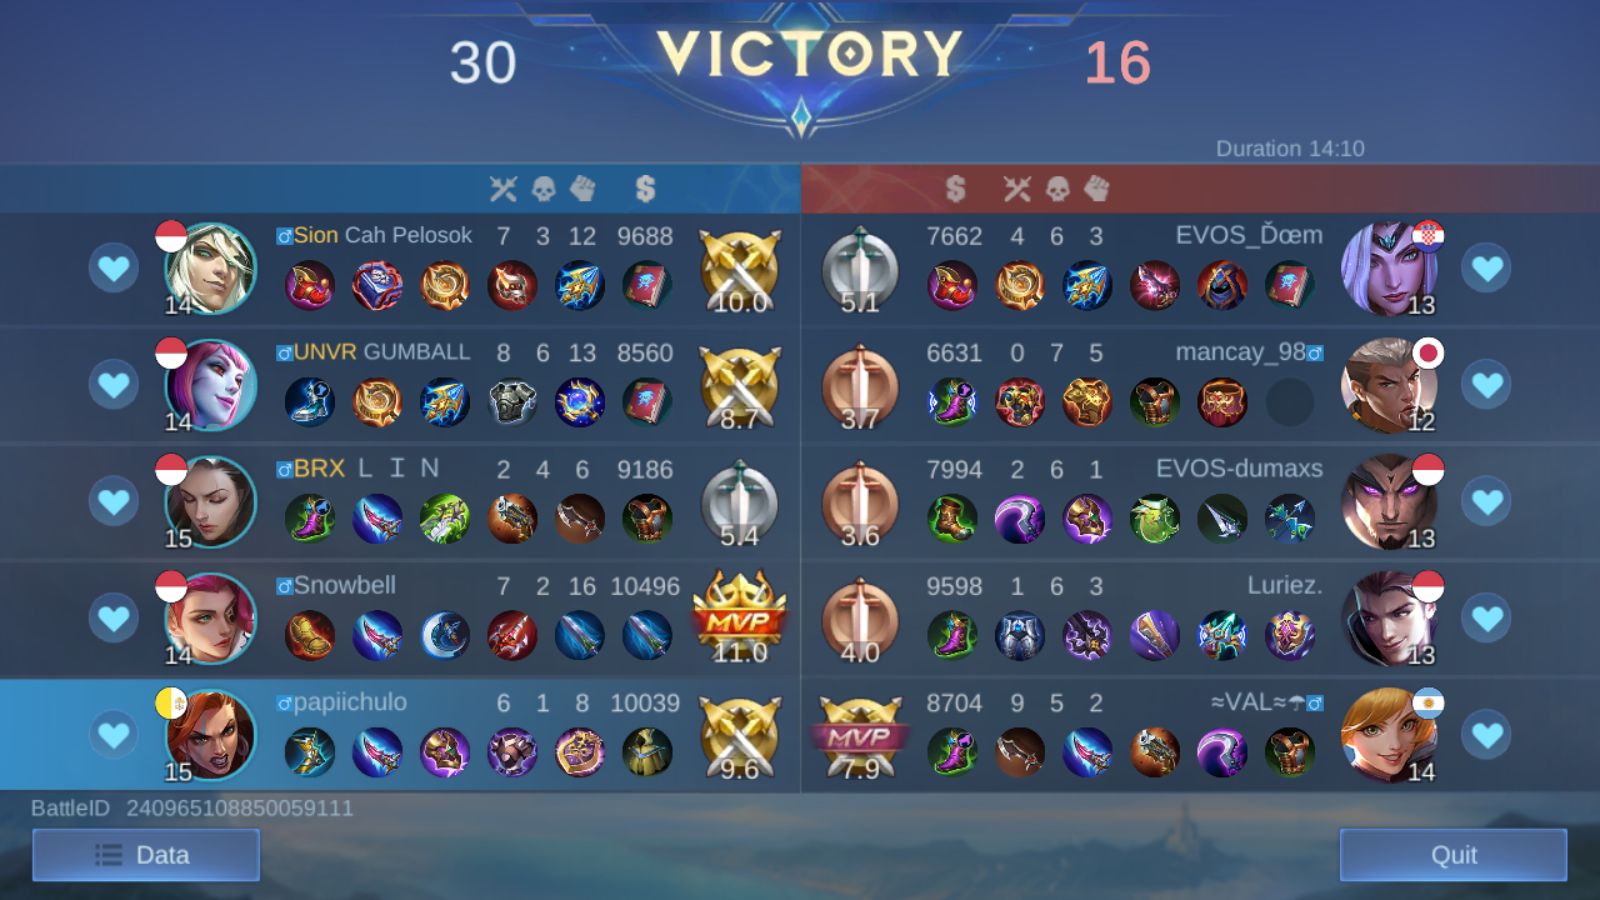 30 VICTORY 16
Duration 14:10
$ $
Sion Cah Pelosok 7 3 12 9688 10.0 14
5.1 7662 4 6 3 EVOS_Ďœm 13
UNVR GUMBALL 8 6 13 8560 8.7 14
3.7 6631 0 7 5 mancay_98 12
BRX L I N 2 4 6 9186 5.4 15
3.6 7994 2 6 1 EVOS-dumaxs 13
Snowbell 7 2 16 10496 MVP 11.0 14
4.0 9598 1 6 3 Luriez. 13
papiichulo 6 1 8 10039 9.6 15
MVP 7.9 8704 9 5 2 ≈VAL≈☂ 14
BattleID 240965108850059111
Data Quit